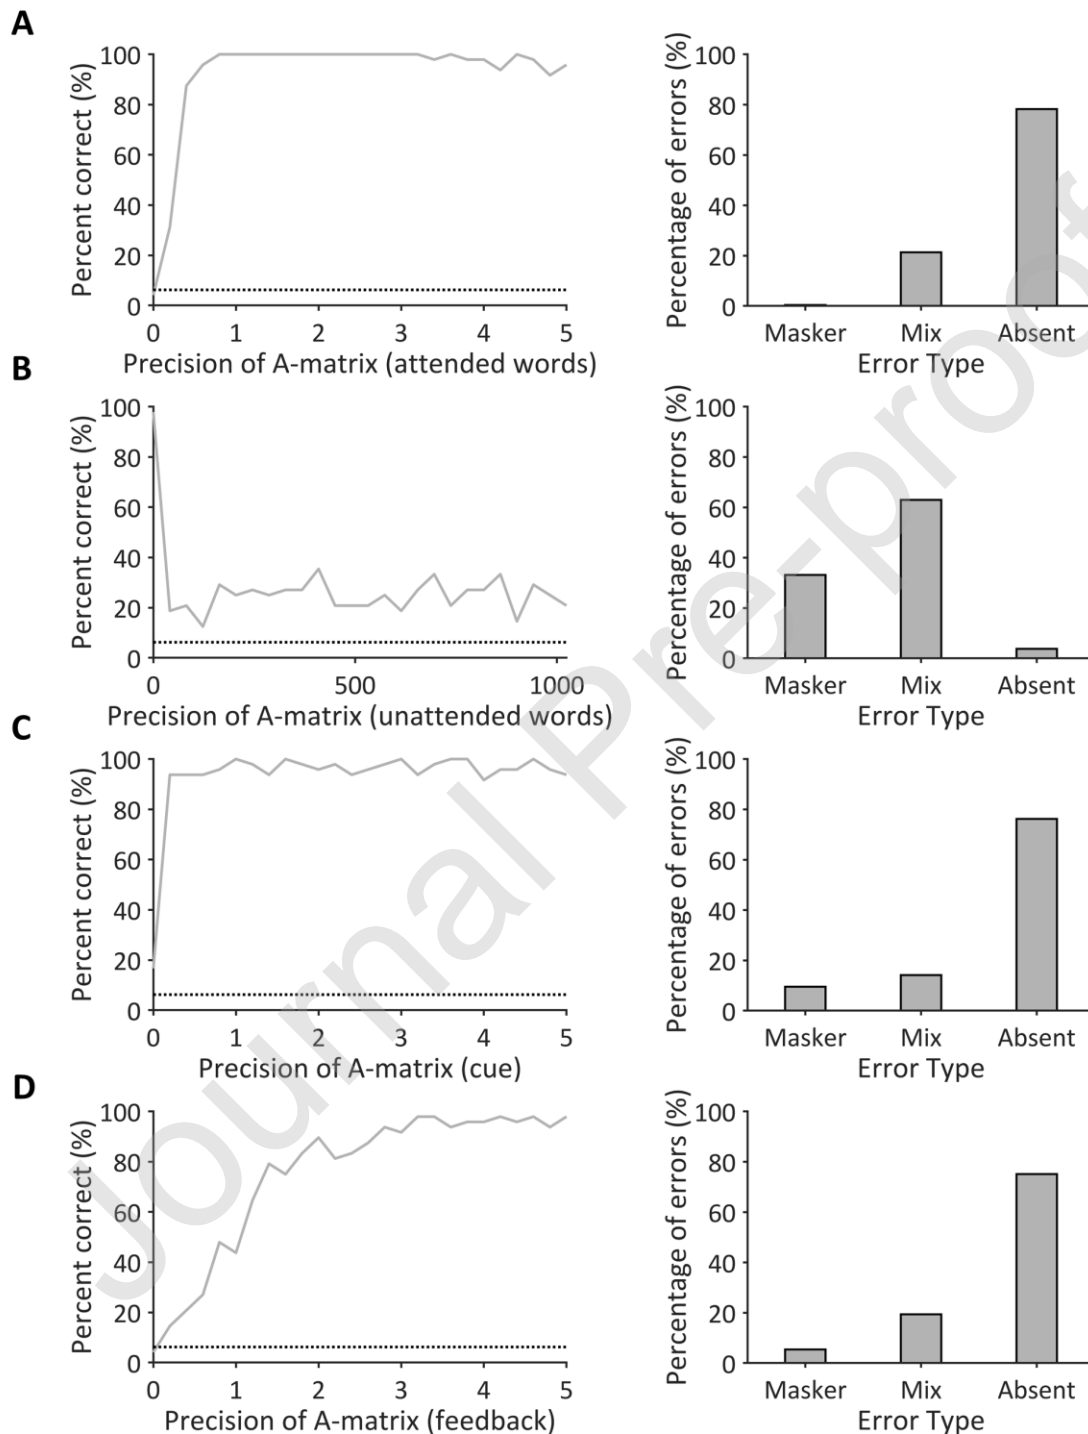 A
Percent correct (%)
100
80
60
40
20
0
0 1 2 3 4 5
Precision of A-matrix (attended words)
Percentage of errors (%)
100
80
60
40
20
0
Masker Mix Absent
Error Type
B
Percent correct (%)
100
80
60
40
20
0
0 500 1000
Precision of A-matrix (unattended words)
Percentage of errors (%)
100
80
60
40
20
0
Masker Mix Absent
Error Type
C
Percent correct (%)
100
80
60
40
20
0
0 1 2 3 4 5
Precision of A-matrix (cue)
Percentage of errors (%)
100
80
60
40
20
0
Masker Mix Absent
Error Type
D
Percent correct (%)
100
80
60
40
20
0
0 1 2 3 4 5
Precision of A-matrix (feedback)
Percentage of errors (%)
100
80
60
40
20
0
Masker Mix Absent
Error Type
Journal Pre-proof